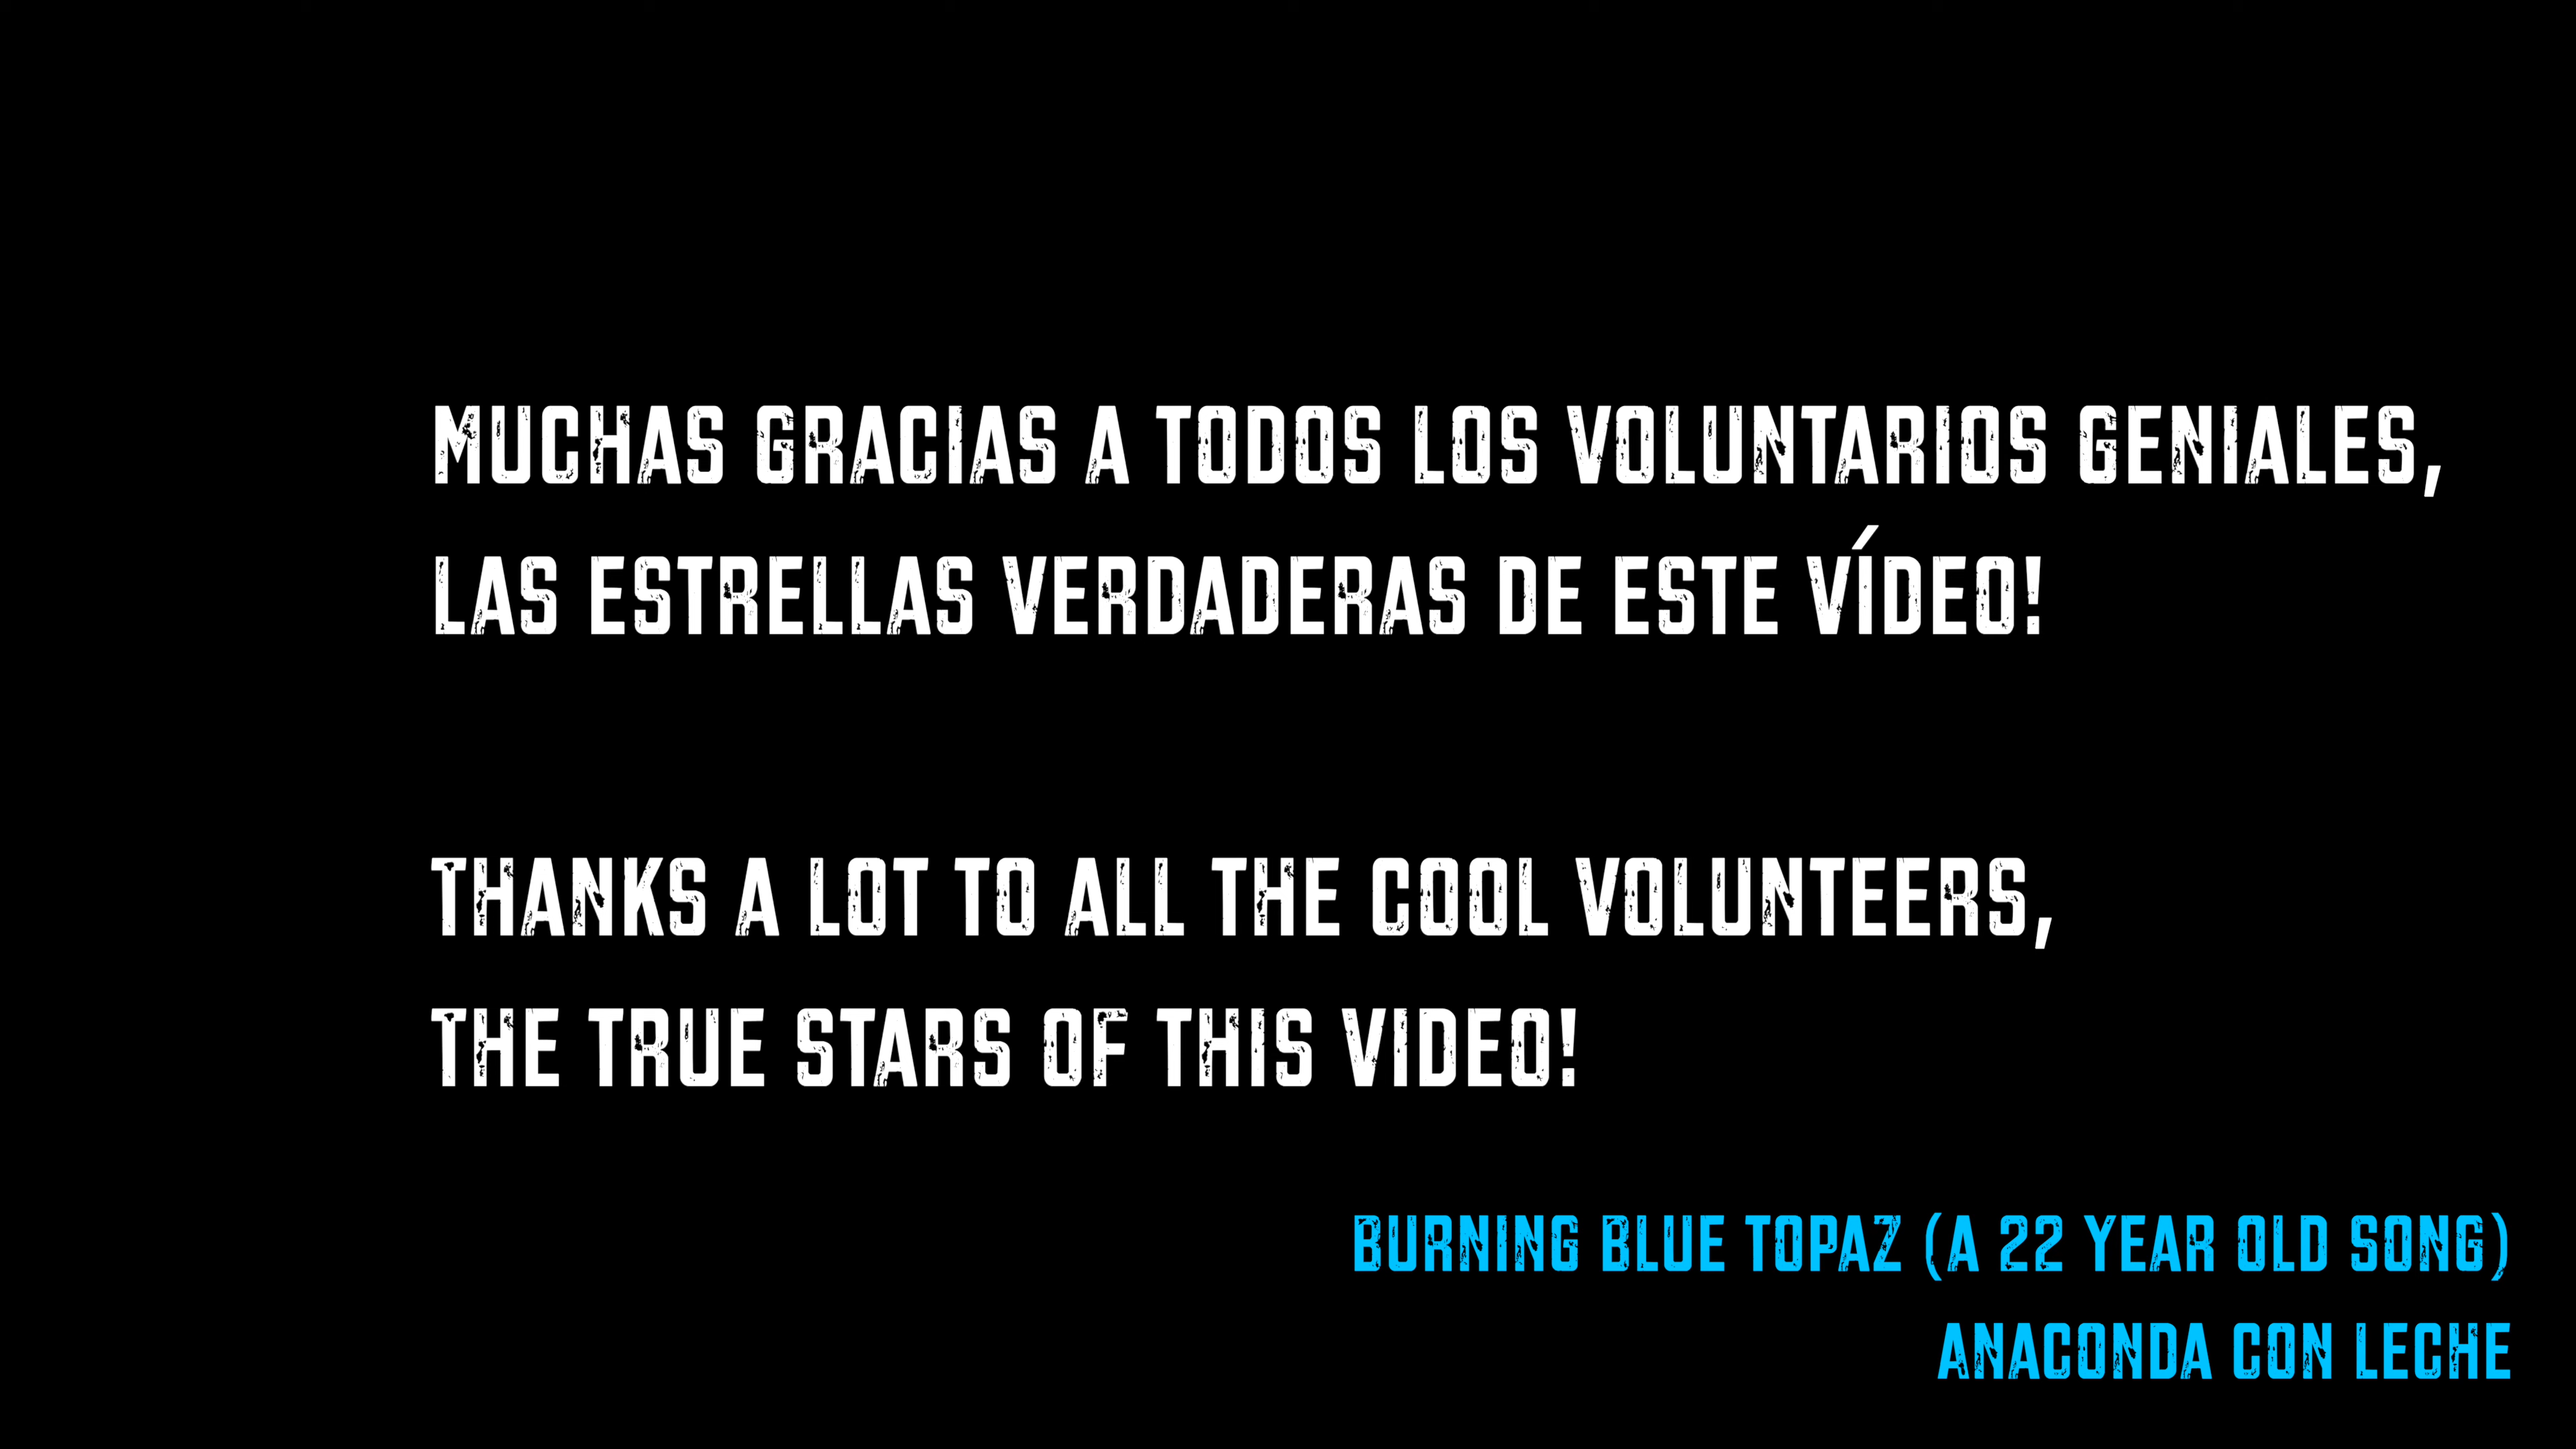 MUCHAS GRACIAS A TODOS LOS VOLUNTARIOS GENIALES,
LAS ESTRELLAS VERDADERAS DE ESTE VÍDEO!
THANKS A LOT TO ALL THE COOL VOLUNTEERS,
THE TRUE STARS OF THIS VIDEO!
BURNING BLUE TOPAZ (A 22 YEAR OLD SONG)
ANACONDA CON LECHE